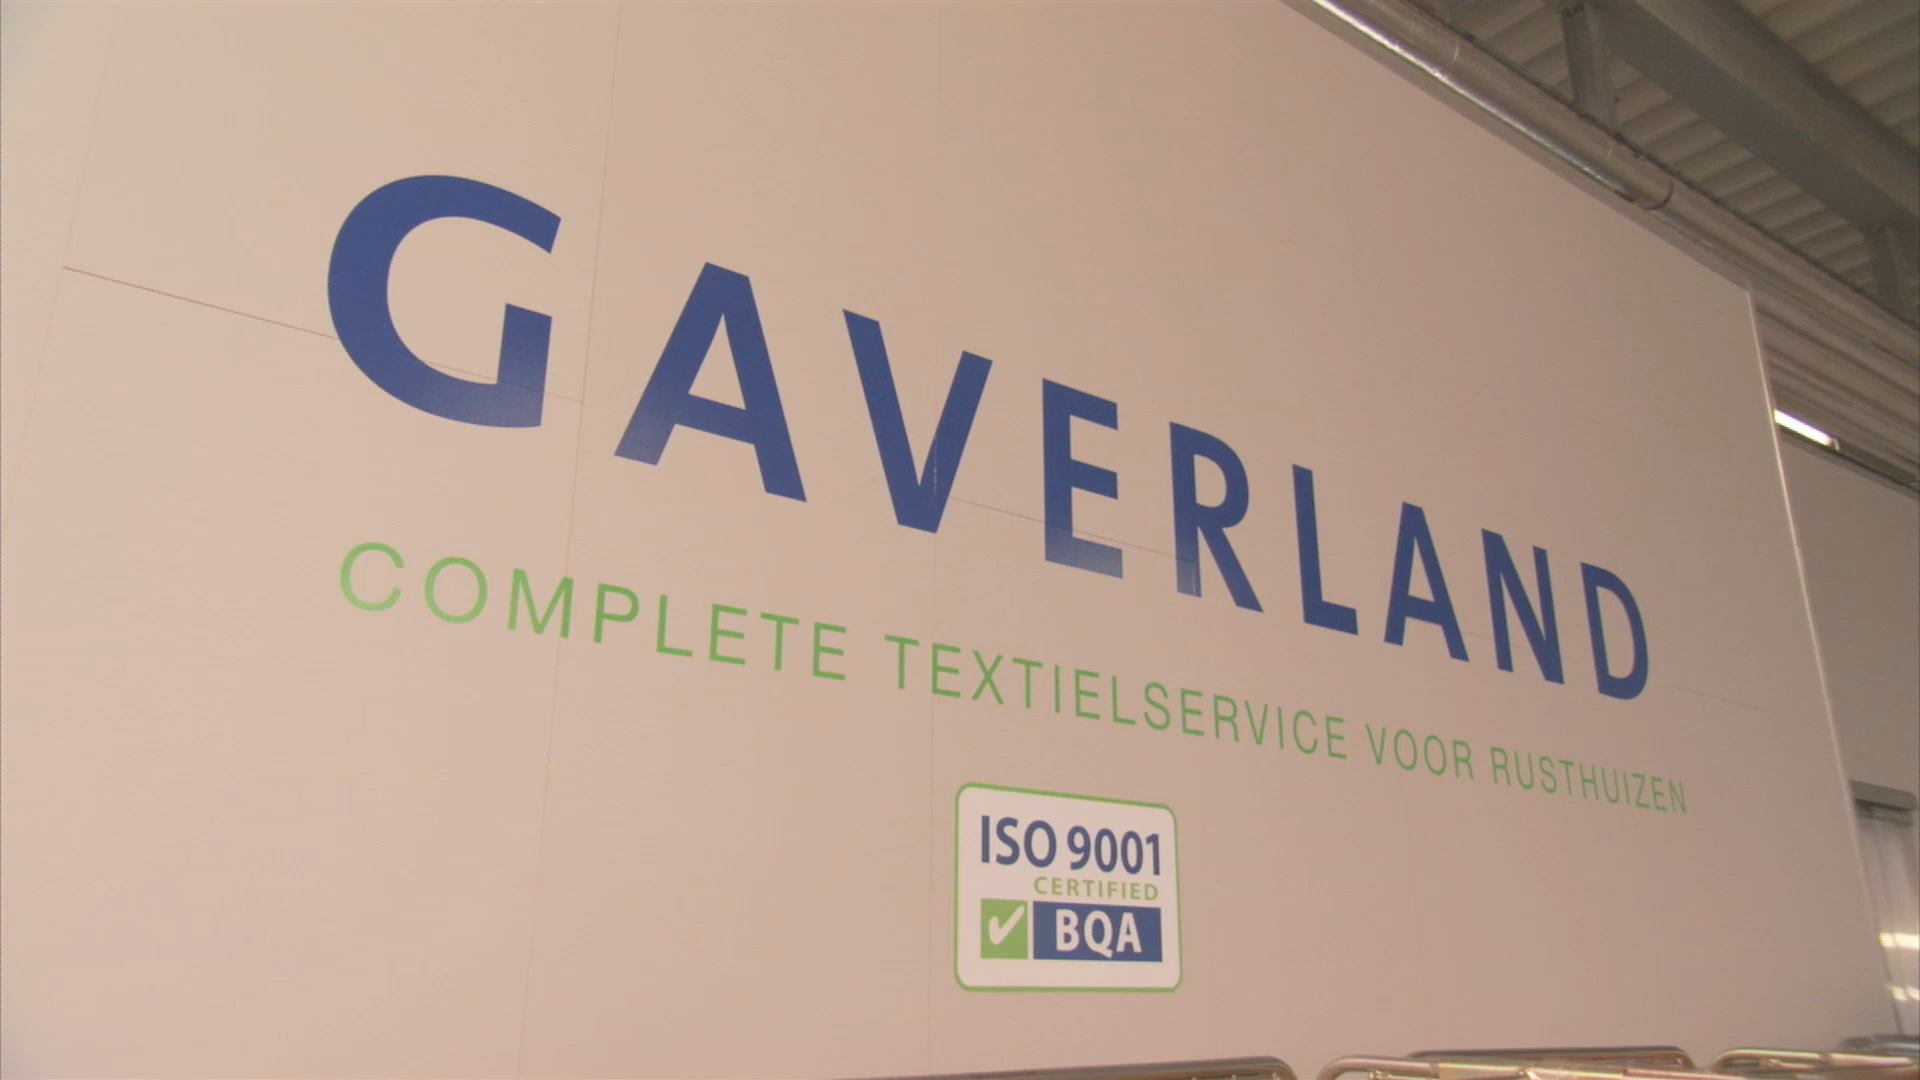 GAVERLAND
COMPLETE TEXTIELSERVICE VOOR RUSTHUIZEN
ISO 9001
CERTIFIED
BQA